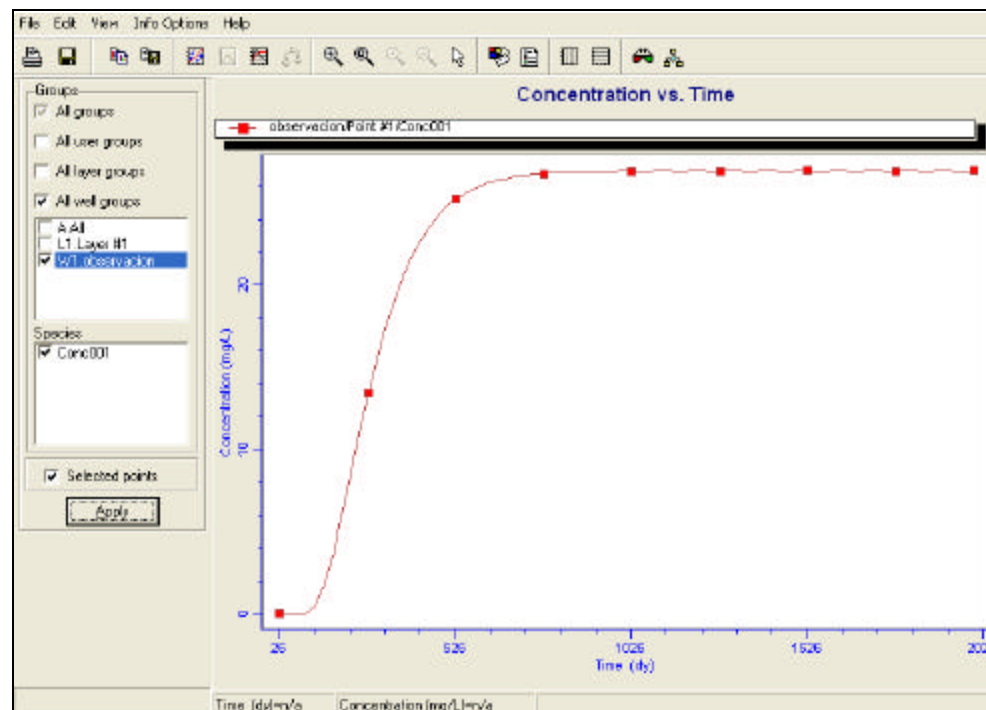 File Edit View Info Options Help
Groups
All groups
All user groups
All layer groups
All well groups
A.All
L1.Layer #1
W1.observacion
Species
Conc001
Selected points
Apply
Concentration vs. Time
observacion/Point #1/Conc001
Concentration (mg/L)
20
10
0
26 526 1026 1526 202
Time (dy)
Time (dy)=n/a Concentration (mg/L)=n/a